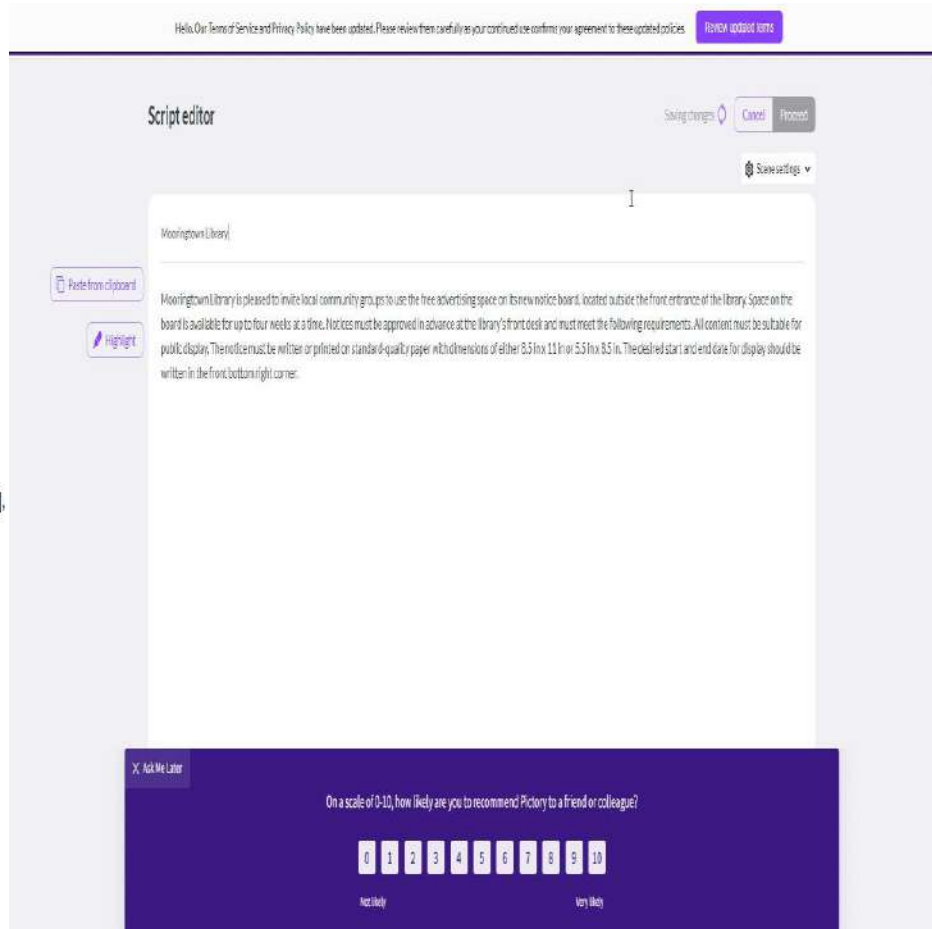 Hello. Our Terms of Service and Privacy Policy have been updated. Please review them carefully as your continued use confirms your agreement to these updated policies.
Review updated terms
Script editor
Saving changes
Cancel
Proceed
Scene settings
Mooringtown Library
Paste from clipboard
Highlight
Mooringtown Library is pleased to invite local community groups to use the free advertising space on its new notice board, located outside the front entrance of the library. Space on the
board is available for up to four weeks at a time. Notices must be approved in advance at the library's front desk and must meet the following requirements. All content must be suitable for
public display. The notice must be written or printed on standard-quality paper with dimensions of either 8.5 in x 11 in or 5.5 in x 8.5 in. The desired start and end date for display should be
written in the front bottom right corner.
X Ask Me Later
On a scale of 0-10, how likely are you to recommend Pictory to a friend or colleague?
0 1 2 3 4 5 6 7 8 9 10
Not likely
Very likely